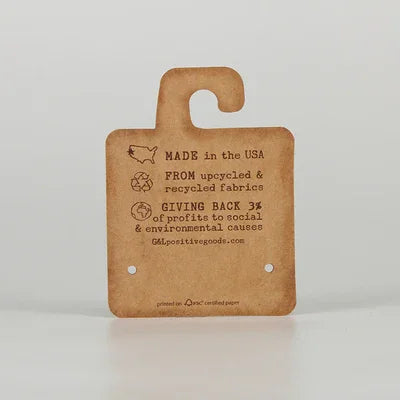 MADE in the USA
FROM upcycled &
recycled fabrics
GIVING BACK 3%
of profits to social
& environmental causes
G&Lpositivegoods.com
printed on FSC® certified paper